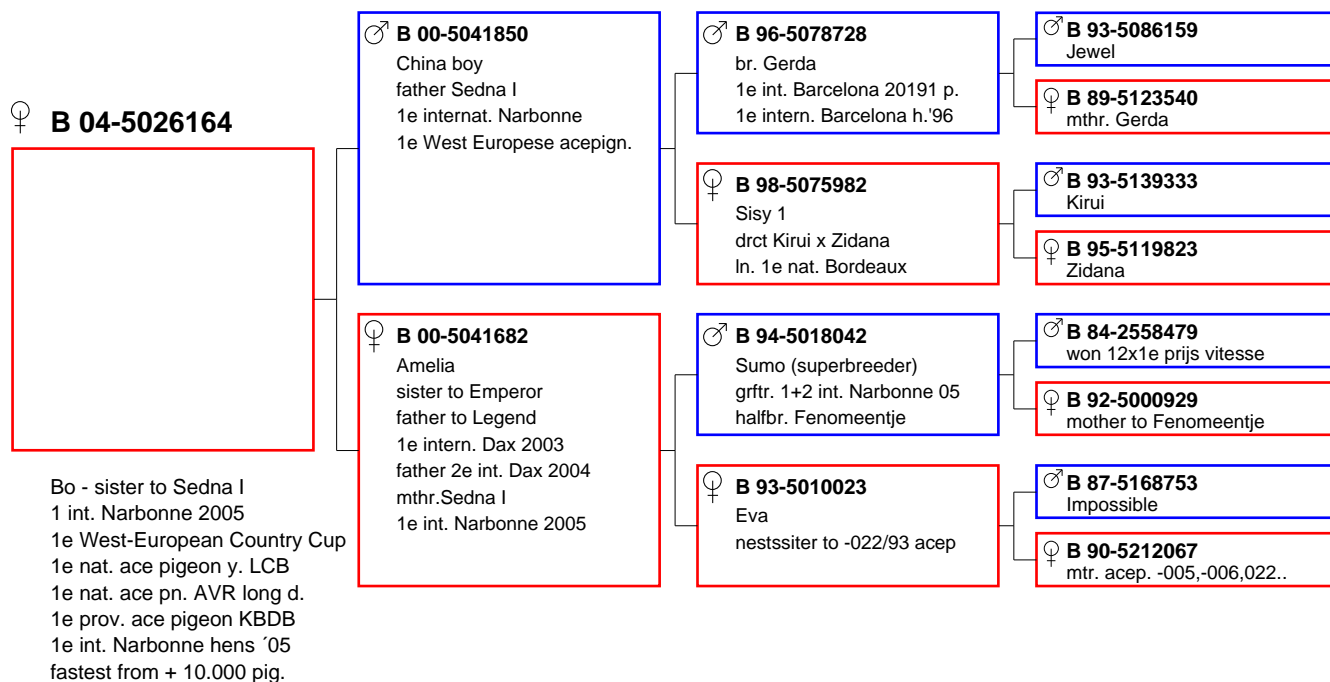 B 04-5026164
Bo - sister to Sedna I
1 int. Narbonne 2005
1e West-European Country Cup
1e nat. ace pigeon y. LCB
1e nat. ace pn. AVR long d.
1e prov. ace pigeon KBDB
1e int. Narbonne hens ´05
fastest from + 10.000 pig.
B 00-5041850
China boy
father Sedna I
1e internat. Narbonne
1e West Europese acepign.
B 00-5041682
Amelia
sister to Emperor
father to Legend
1e intern. Dax 2003
father 2e int. Dax 2004
mthr.Sedna I
1e int. Narbonne 2005
B 96-5078728
br. Gerda
1e int. Barcelona 20191 p.
1e intern. Barcelona h.'96
B 98-5075982
Sisy 1
drct Kirui x Zidana
ln. 1e nat. Bordeaux
B 94-5018042
Sumo (superbreeder)
grftr. 1+2 int. Narbonne 05
halfbr. Fenomeentje
B 93-5010023
Eva
nestssiter to -022/93 acep
B 93-5086159
Jewel
B 89-5123540
mthr. Gerda
B 93-5139333
Kirui
B 95-5119823
Zidana
B 84-2558479
won 12x1e prijs vitesse
B 92-5000929
mother to Fenomeentje
B 87-5168753
Impossible
B 90-5212067
mtr. acep. -005,-006,022..